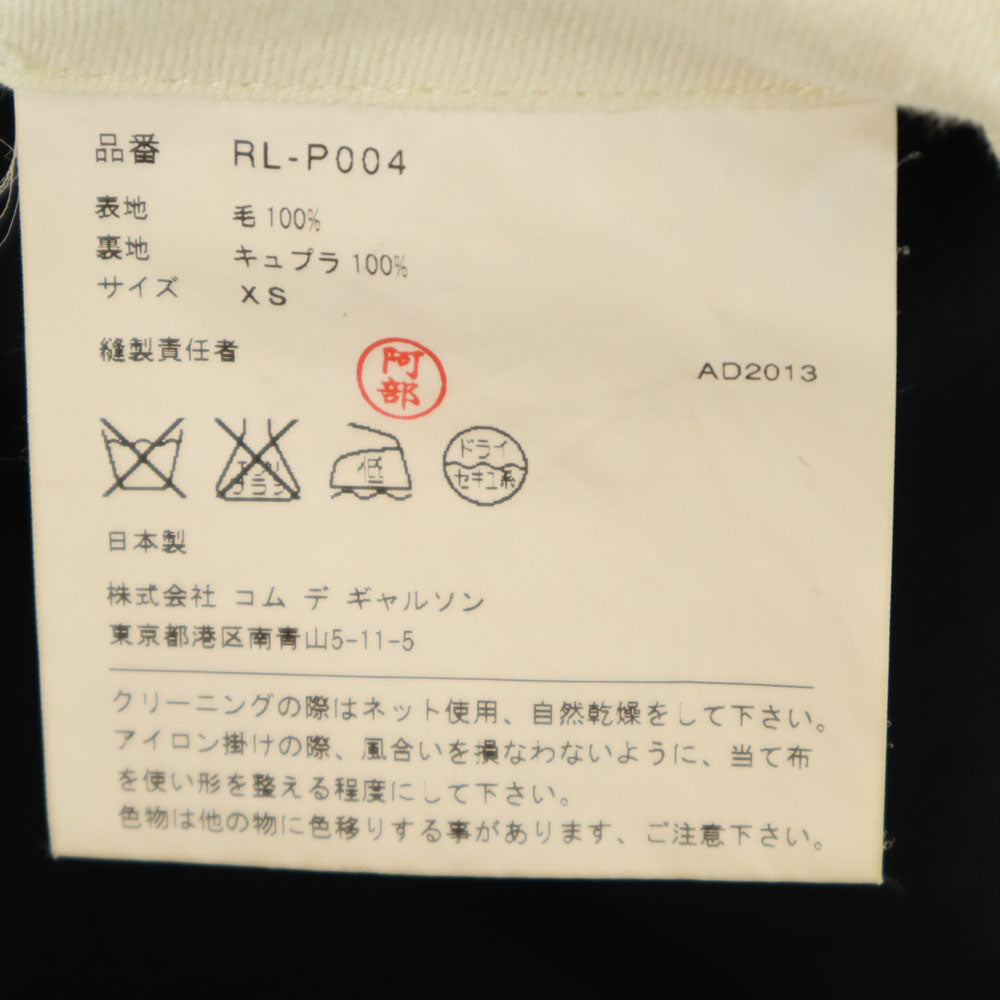 品番 RL-P004
表地 毛 100%
裏地 キュプラ 100%
サイズ XS
縫製責任者 阿部 AD2013
エンソ サラシ 低 ドライ セキユ系
日本製
株式会社 コム デ ギャルソン
東京都港区南青山5-11-5
クリーニングの際はネット使用、自然乾燥をして下さい。
アイロン掛けの際、風合いを損なわないように、当て布
を使い形を整える程度にして下さい。
色物は他の物に色移りする事があります、ご注意下さい。